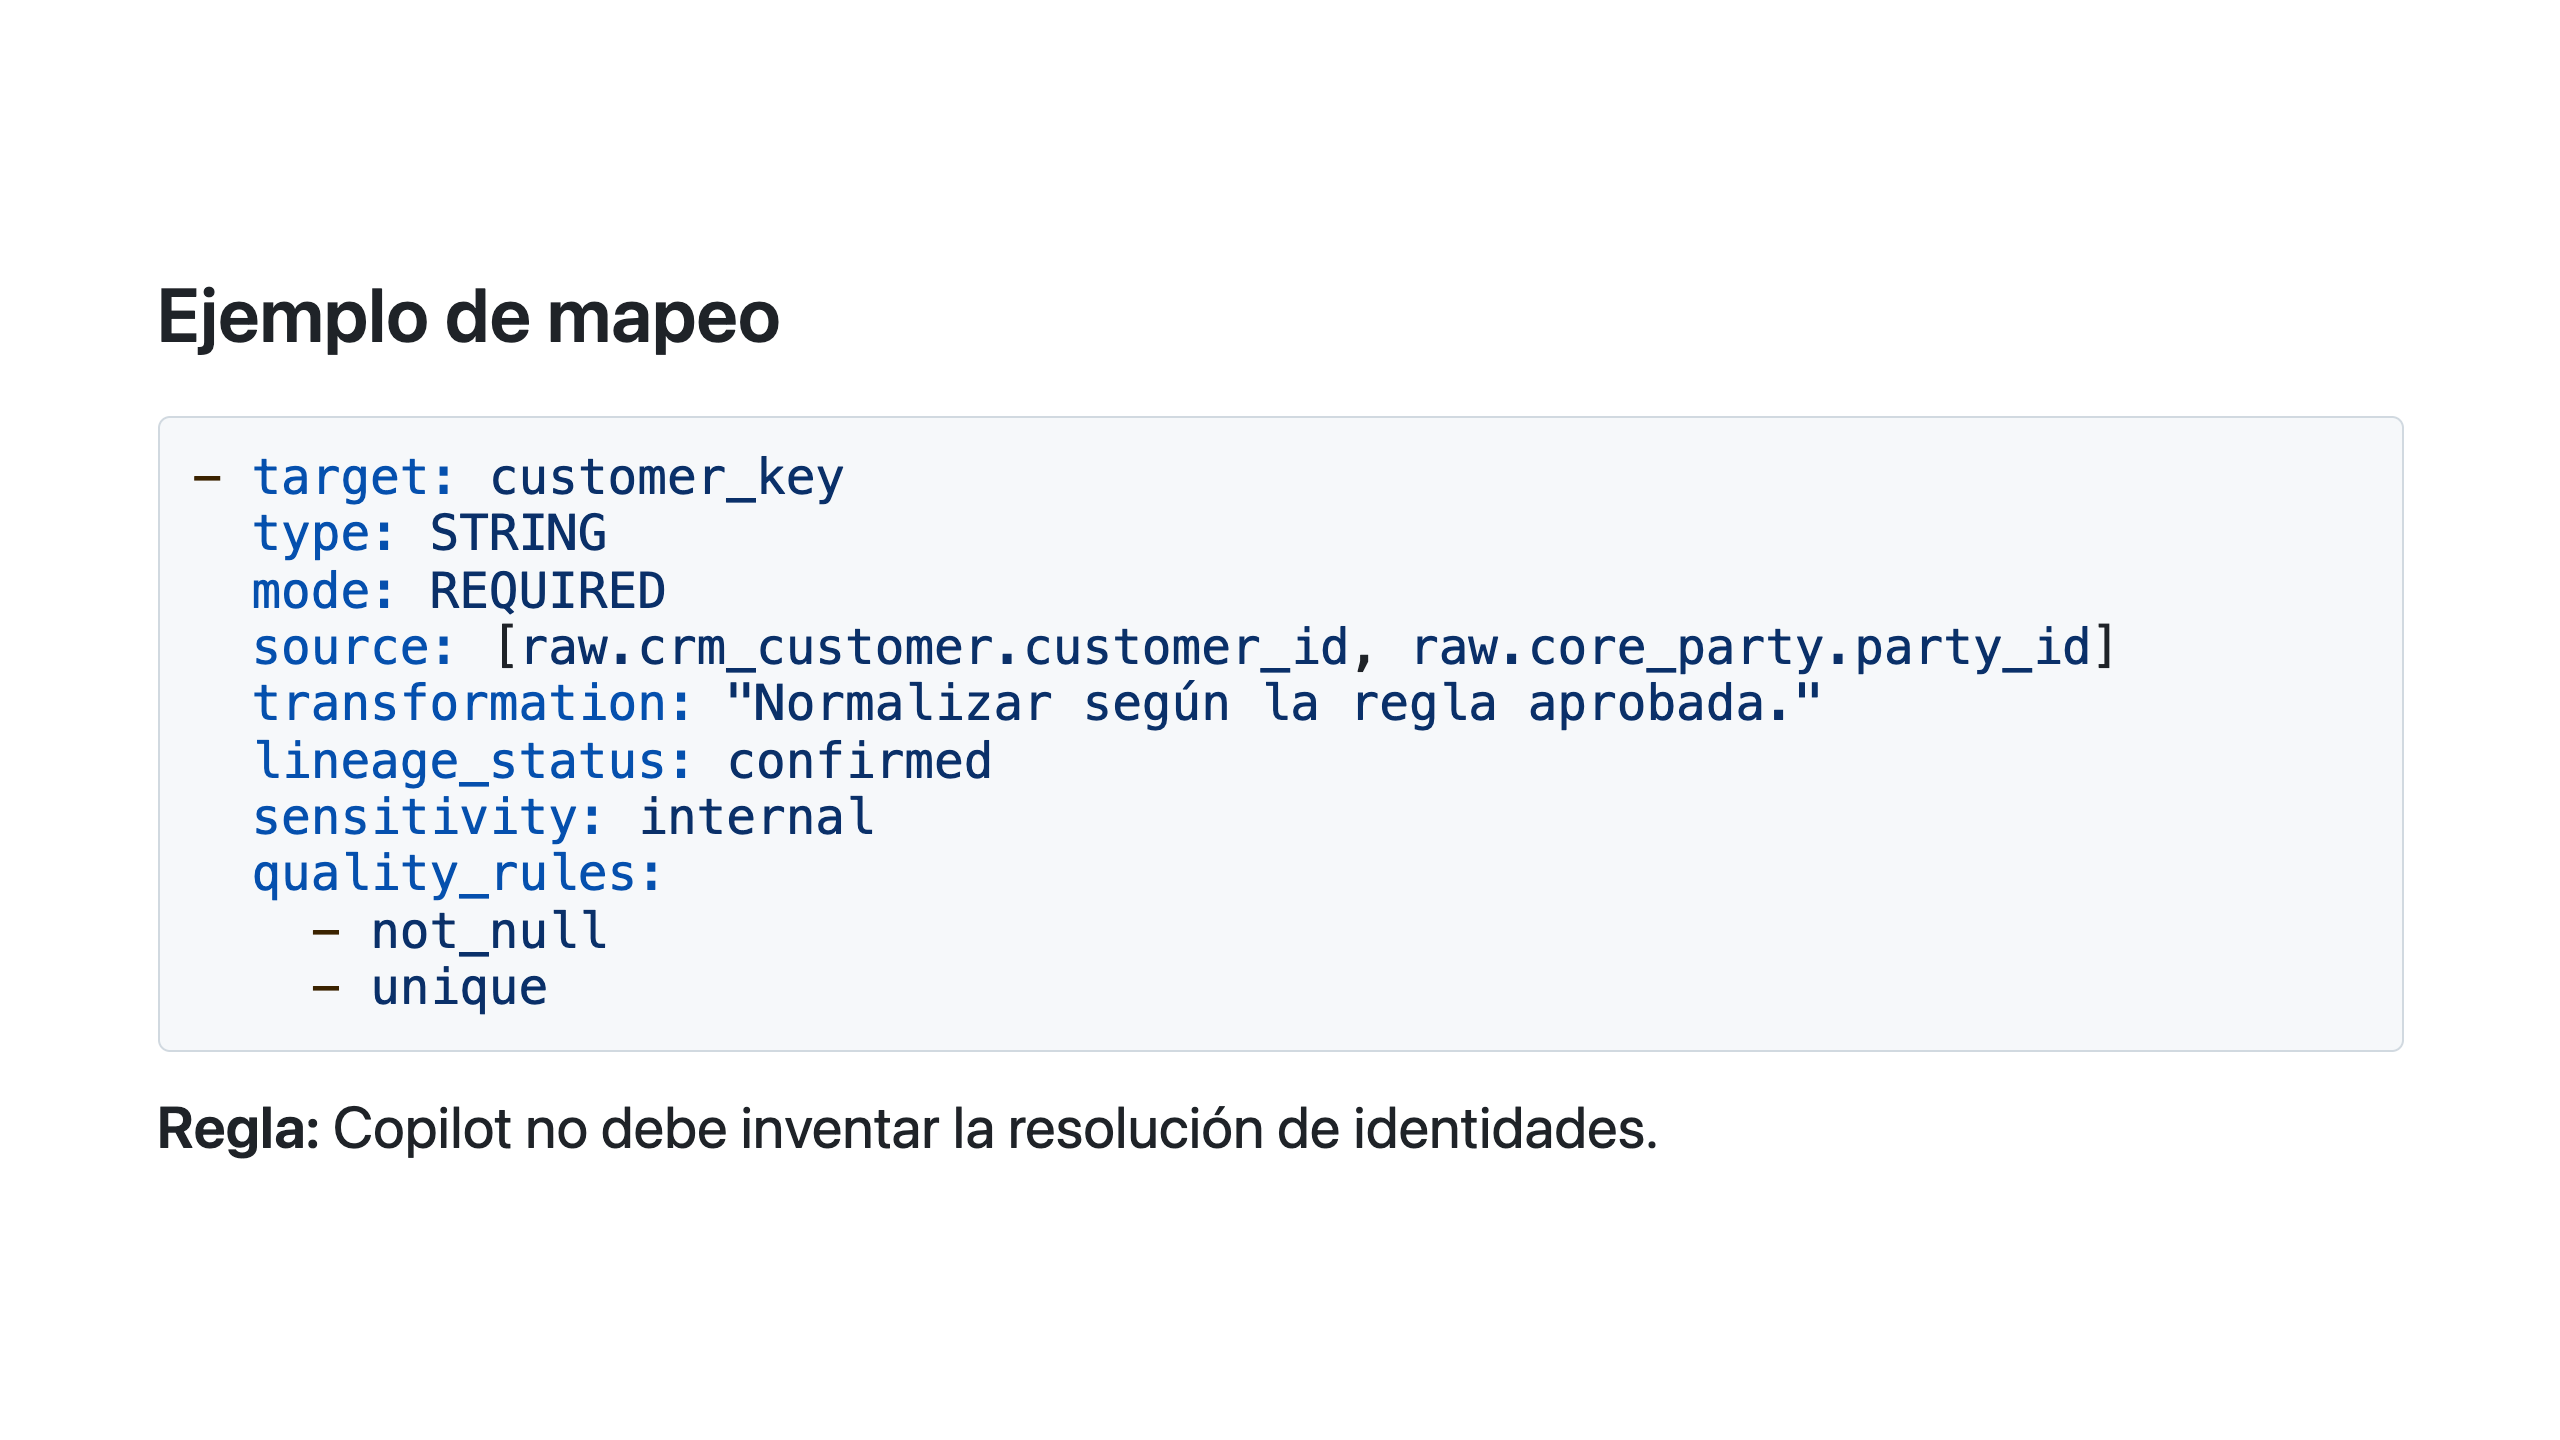 Ejemplo de mapeo
- target: customer_key
  type: STRING
  mode: REQUIRED
  source: [raw.crm_customer.customer_id, raw.core_party.party_id]
  transformation: "Normalizar según la regla aprobada."
  lineage_status: confirmed
  sensitivity: internal
  quality_rules:
    - not_null
    - unique
Regla: Copilot no debe inventar la resolución de identidades.